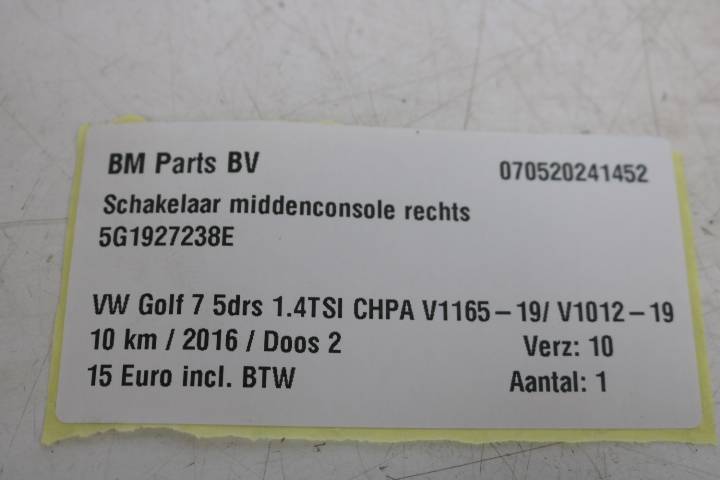 BM Parts BV 070520241452
Schakelaar middenconsole rechts
5G1927238E
VW Golf 7 5drs 1.4TSI CHPA V1165-19/ V1012-19
10 km / 2016 / Doos 2 Verz: 10
15 Euro incl. BTW Aantal: 1